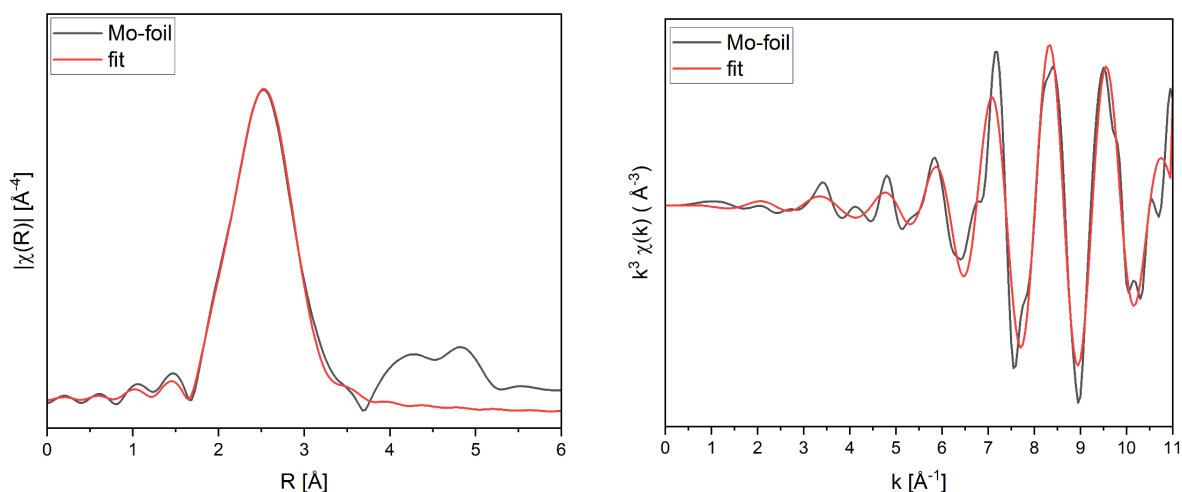 Mo-foil
fit
|χ(R)| [Å-4]
0 1 2 3 4 5 6
R [Å]
Mo-foil
fit
k3 χ(k) ( Å-3)
0 1 2 3 4 5 6 7 8 9 10 11
k [Å-1]